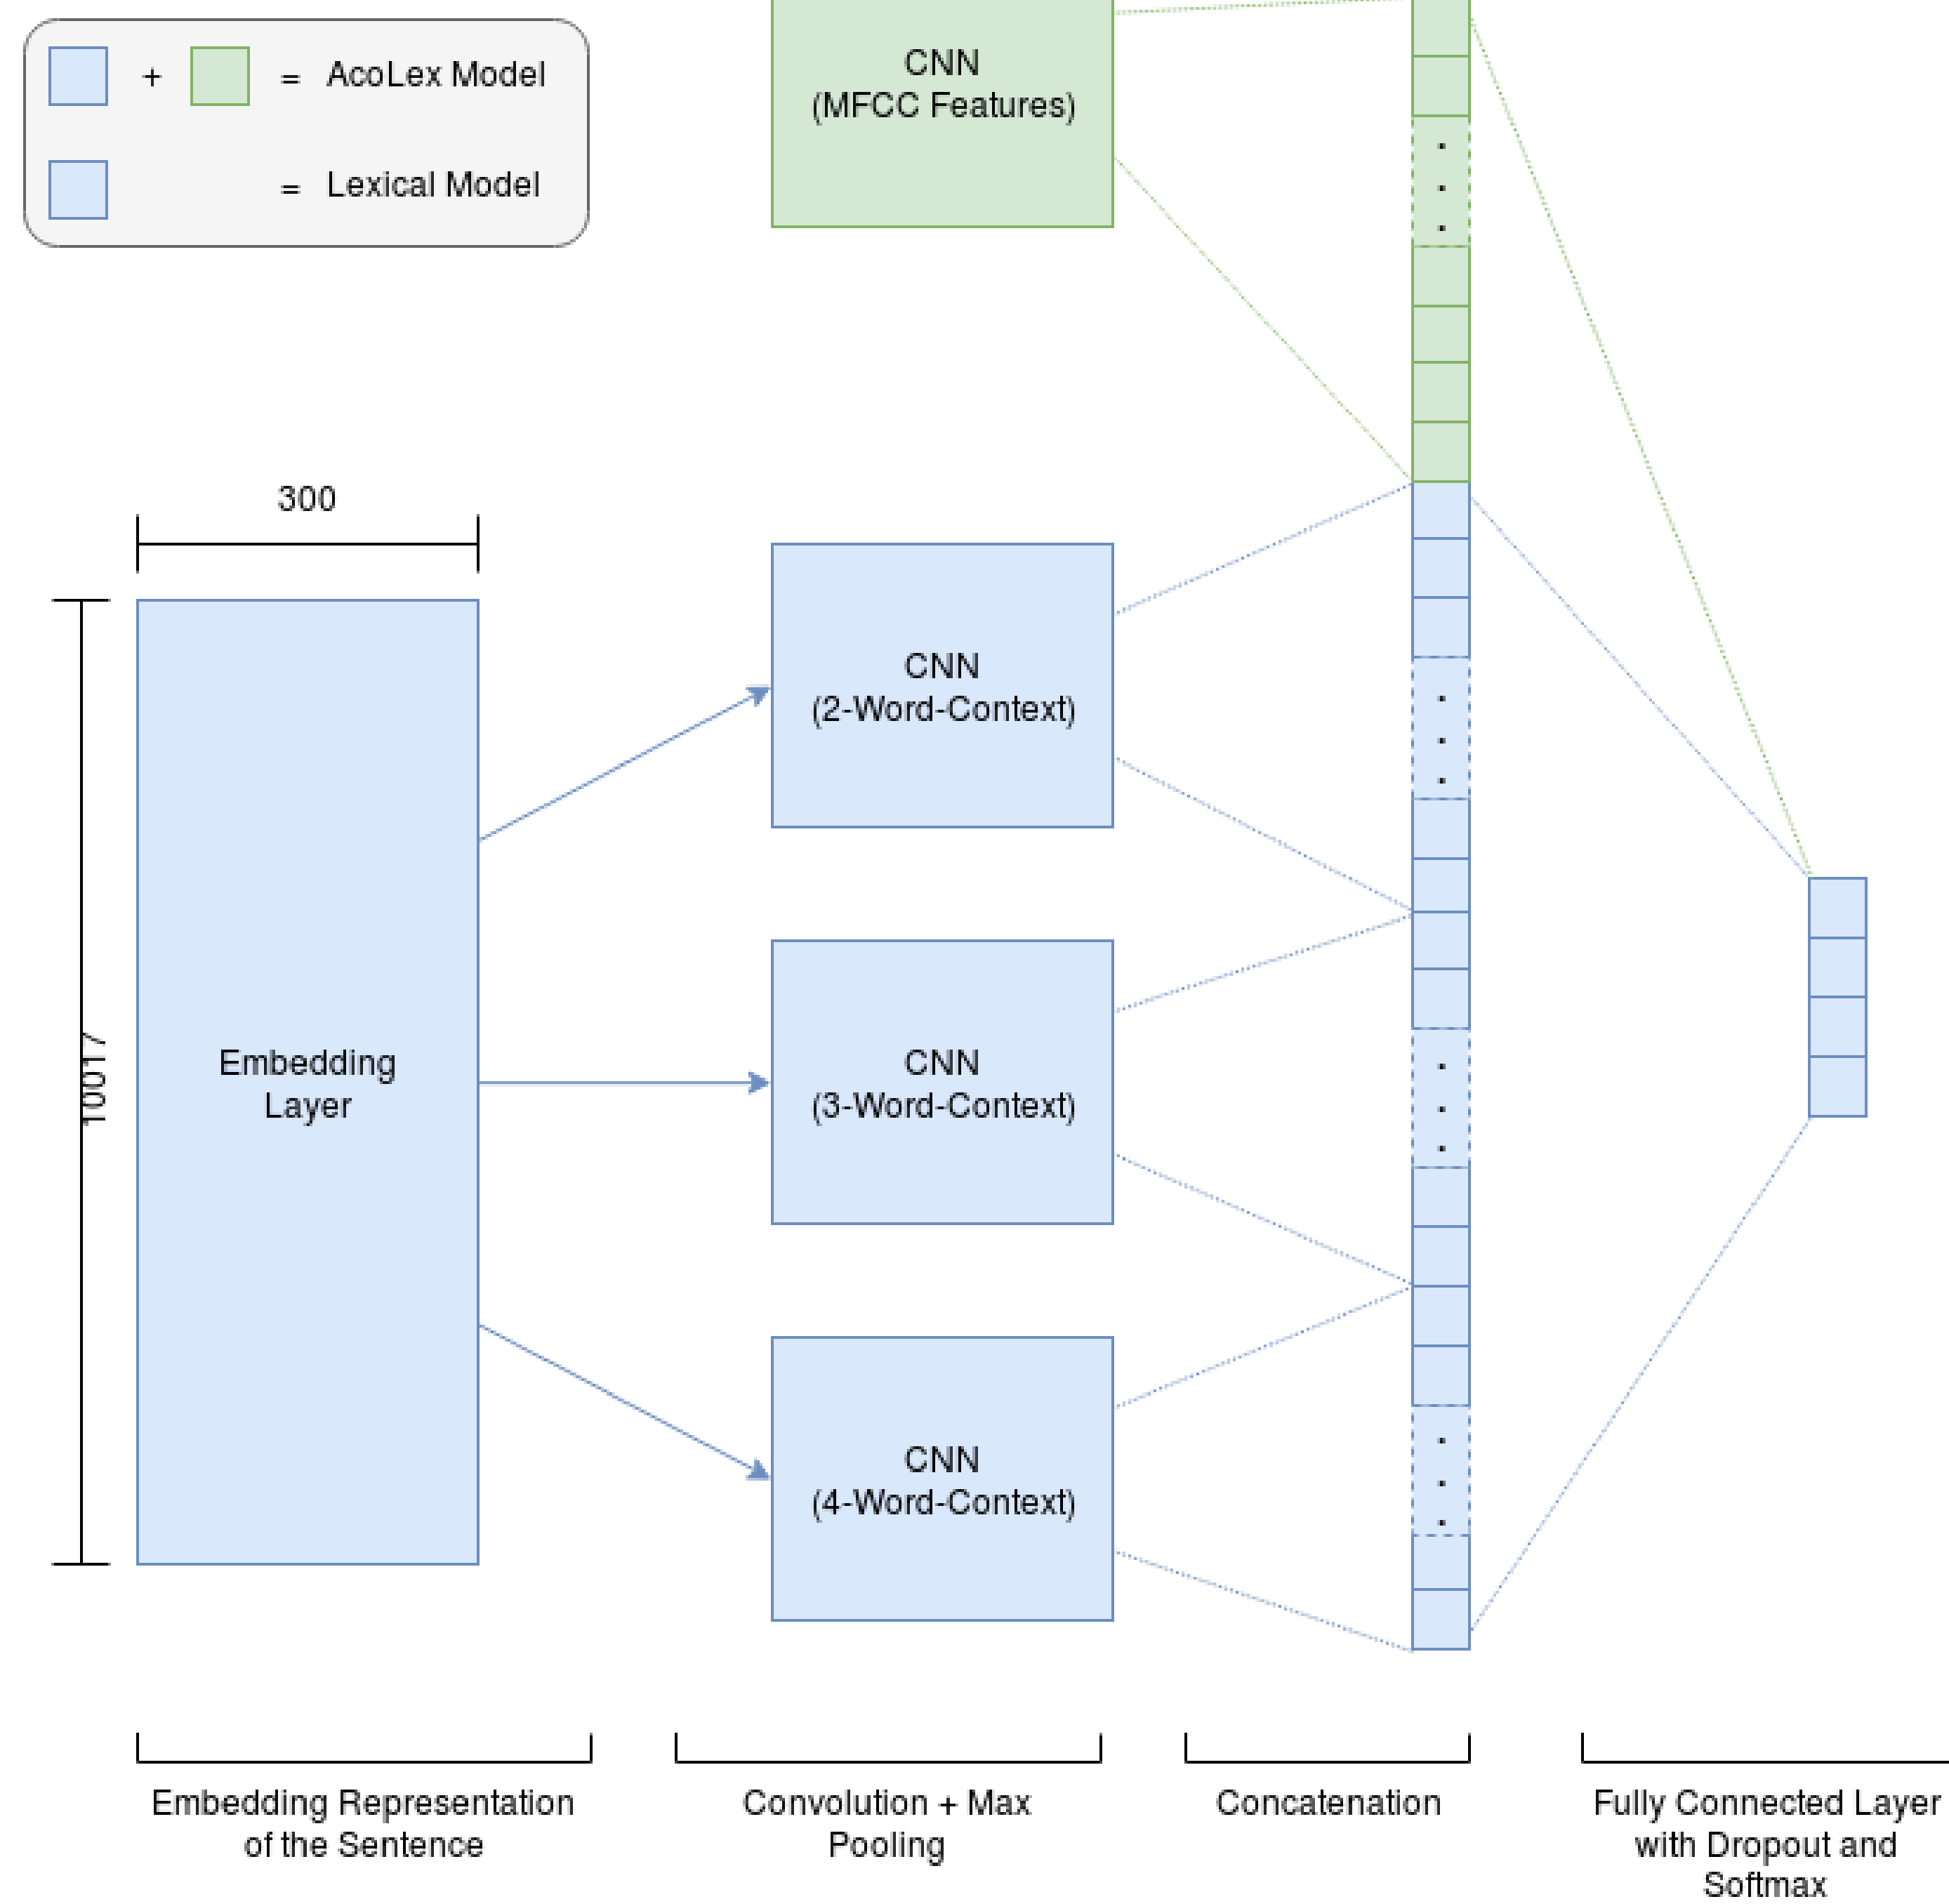 + = AcoLex Model
= Lexical Model
CNN
(MFCC Features)
300
10017
Embedding
Layer
CNN
(2-Word-Context)
CNN
(3-Word-Context)
CNN
(4-Word-Context)
Embedding Representation
of the Sentence
Convolution + Max
Pooling
Concatenation
Fully Connected Layer
with Dropout and
Softmax